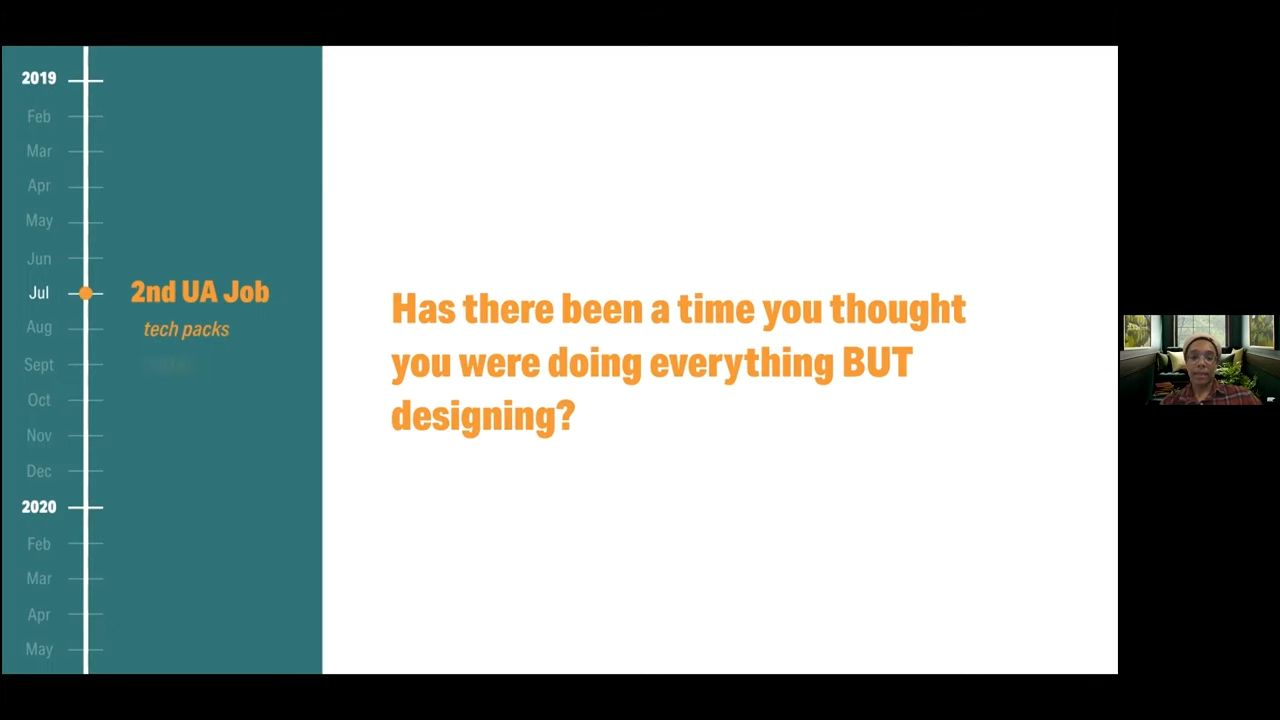 2019
Feb
Mar
Apr
May
Jun
Jul
Aug
Sept
Oct
Nov
Dec
2020
Feb
Mar
Apr
May
2nd UA Job
tech packs
Has there been a time you thought
you were doing everything BUT
designing?